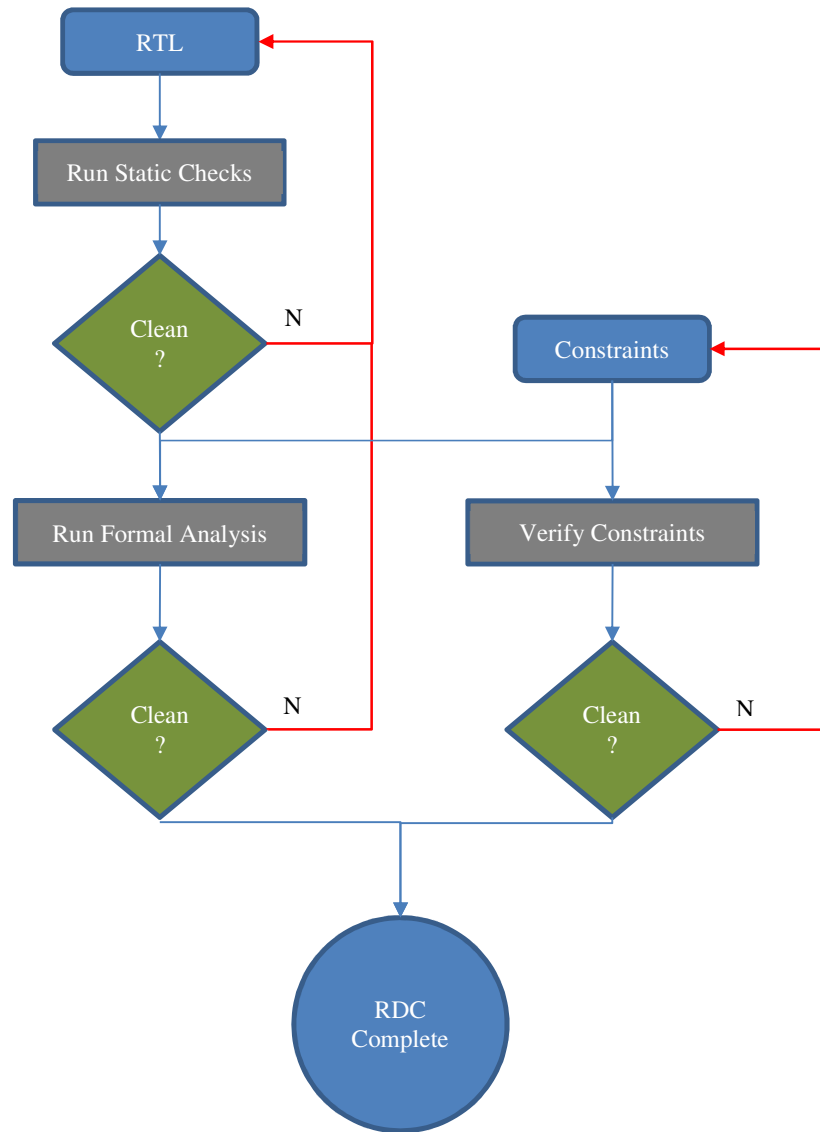 RTL
Run Static Checks
Clean
?
N
Constraints
Run Formal Analysis
Verify Constraints
Clean
?
N
Clean
?
N
RDC
Complete